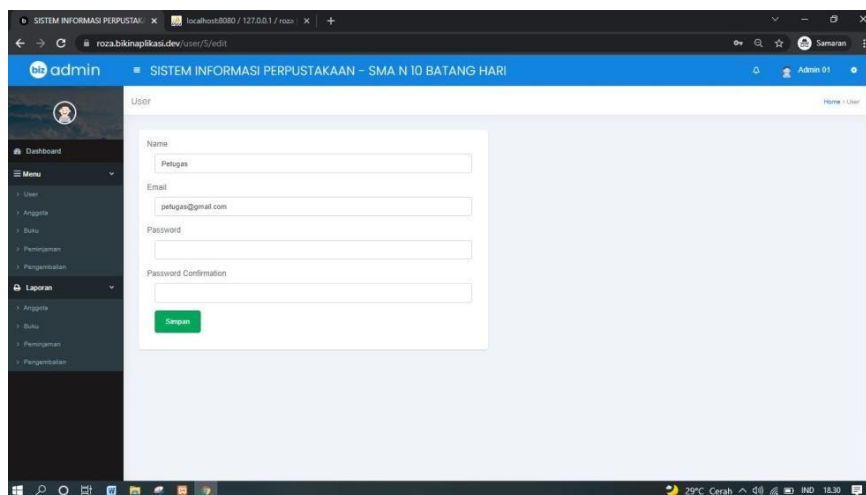 SISTEM INFORMASI PERPUSTAK
localhost:8080 / 127.0.0.1 / roza
roza.bikinaplikasi.dev/user/5/edit
Samaran
biz admin
SISTEM INFORMASI PERPUSTAKAAN - SMA N 10 BATANG HARI
Admin 01
User
Home > User
Dashboard
Menu
> User
> Anggota
> Buku
> Peminjaman
> Pengembalian
Laporan
> Anggota
> Buku
> Peminjaman
> Pengembalian
Name
Petugas
Email
petugas@gmail.com
Password
Password Confirmation
Simpan
29°C Cerah
IND
18.30